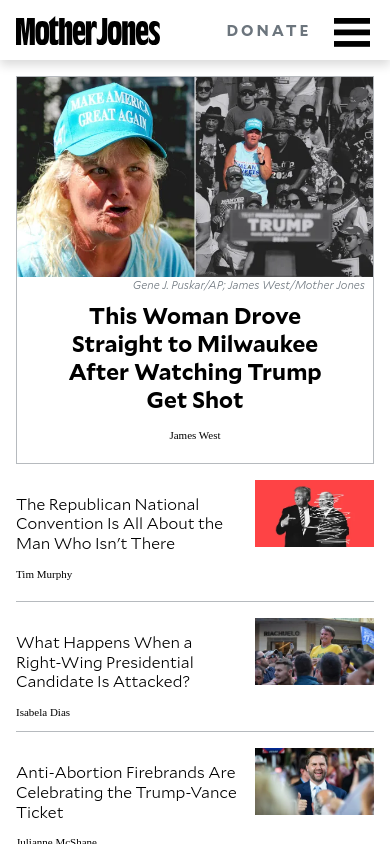 Mother Jones
DONATE
MAKE AMERICA
GREAT AGAIN
TRUMP
2024
Gene J. Puskar/AP; James West/Mother Jones
This Woman Drove
Straight to Milwaukee
After Watching Trump
Get Shot
James West
The Republican National
Convention Is All About the
Man Who Isn't There
Tim Murphy
What Happens When a
Right-Wing Presidential
Candidate Is Attacked?
Isabela Dias
Anti-Abortion Firebrands Are
Celebrating the Trump-Vance
Ticket
Julianne McShane